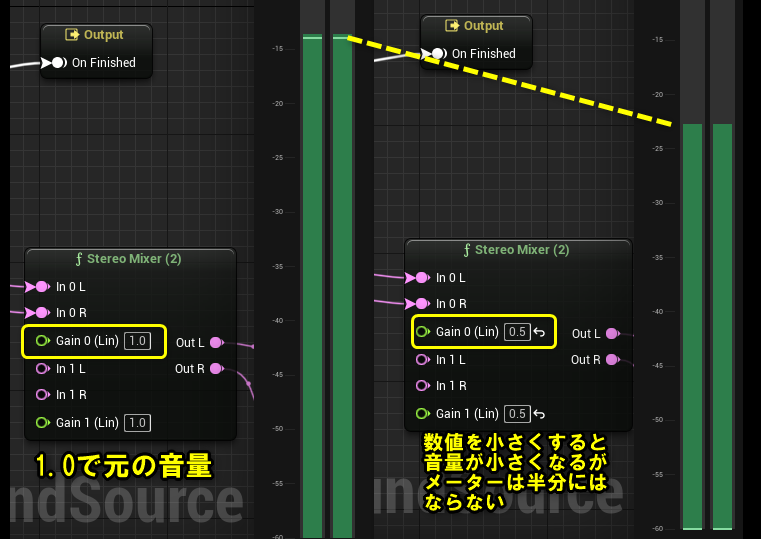 Output
On Finished
-15
-20
-25
-30
-35
-40
-45
-50
-55
-60
Stereo Mixer (2)
In 0 L
In 0 R
Gain 0 (Lin) 1.0
Out L
In 1 L
Out R
In 1 R
Gain 1 (Lin) 1.0
1.0で元の音量
ndSource
Output
On Finished
-15
-20
-25
-30
-35
-40
-45
-50
-55
-60
Stereo Mixer (2)
In 0 L
In 0 R
Gain 0 (Lin) 0.5
Out L
In 1 L
Out R
In 1 R
Gain 1 (Lin) 0.5
数値を小さくすると
音量が小さくなるが
メーターは半分には
ならない
undSource